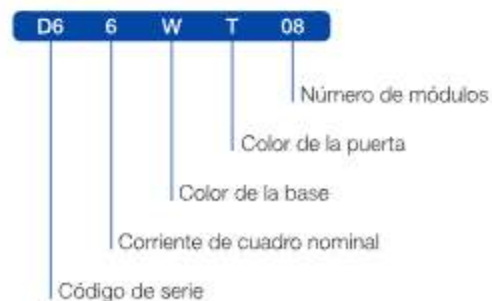 D6 6 W T 08
Número de módulos
Color de la puerta
Color de la base
Corriente de cuadro nominal
Código de serie